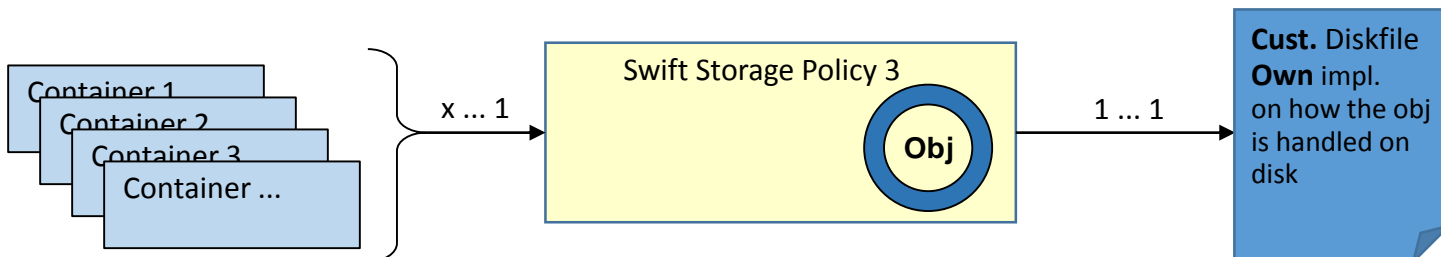 Container 1
Container 2
Container 3
Container ...
x ... 1
Swift Storage Policy 3
Obj
1 ... 1
Cust. Diskfile
Own impl.
on how the obj
is handled on
disk